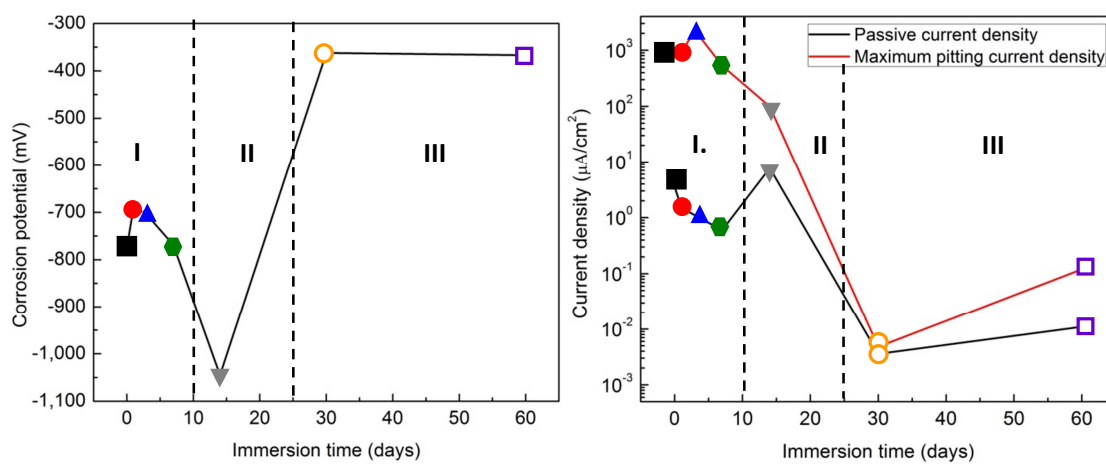 Corrosion potential (mV)
-300
-400
-500
-600
-700
-800
-900
-1,000
-1,100
I
II
III
0
10
20
30
40
50
60
Immersion time (days)
Current density (μA/cm²)
10³
10²
10¹
10⁰
10⁻¹
10⁻²
10⁻³
Passive current density
Maximum pitting current density
I.
II
III
0
10
20
30
40
50
60
Immersion time (days)